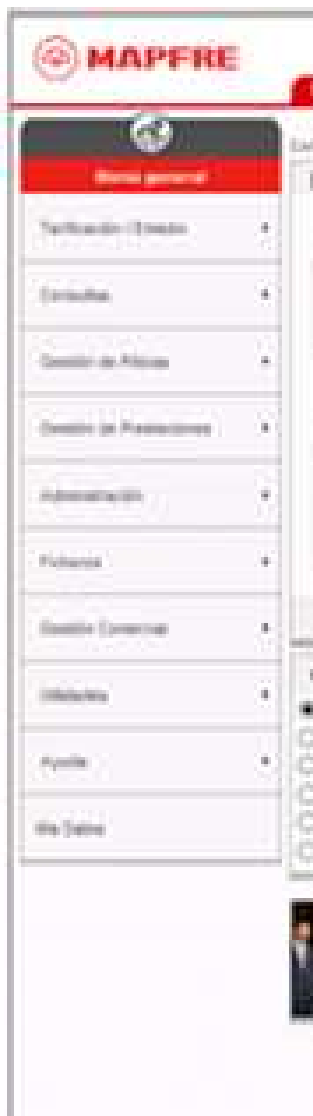 MAPFRE
Menú general
Tarificación / Emisión
Consultas
Gestión de Pólizas
Gestión de Prestaciones
Administración
Ficheros
Gestión Comercial
Utilidades
Ayuda
Mis Datos